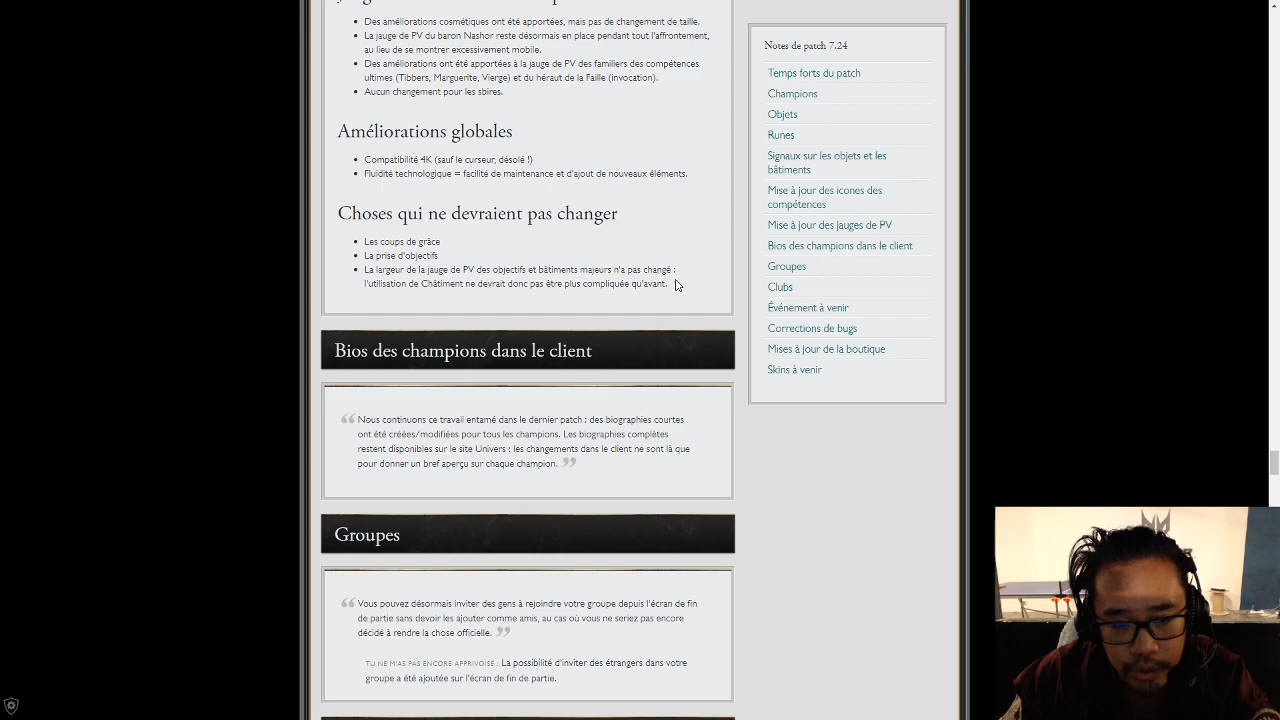 Des améliorations cosmétiques ont été apportées, mais pas de changement de taille.
La jauge de PV du baron Nashor reste désormais en place pendant tout l'affrontement,
au lieu de se montrer excessivement mobile.
Des améliorations ont été apportées à la jauge de PV des familiers des compétences
ultimes (Tibbers, Marguerite, Vierge) et du héraut de la Faille (invocation).
Aucun changement pour les sbires.
Améliorations globales
Compatibilité 4K (sauf le curseur, désolé !)
Fluidité technologique = facilité de maintenance et d'ajout de nouveaux éléments.
Choses qui ne devraient pas changer
Les coups de grâce
La prise d'objectifs
La largeur de la jauge de PV des objectifs et bâtiments majeurs n'a pas changé :
l'utilisation de Châtiment ne devrait donc pas être plus compliquée qu'avant.
Bios des champions dans le client
Nous continuons ce travail entamé dans le dernier patch : des biographies courtes
ont été créées/modifiées pour tous les champions. Les biographies complètes
restent disponibles sur le site Univers : les changements dans le client ne sont là que
pour donner un bref aperçu sur chaque champion.
Groupes
Vous pouvez désormais inviter des gens à rejoindre votre groupe depuis l'écran de fin
de partie sans devoir les ajouter comme amis, au cas où vous ne seriez pas encore
décidé à rendre la chose officielle.
TU NE M'AS PAS ENCORE APPRIVOISÉ : La possibilité d'inviter des étrangers dans votre
groupe a été ajoutée sur l'écran de fin de partie.
Notes de patch 7.24
Temps forts du patch
Champions
Objets
Runes
Signaux sur les objets et les
bâtiments
Mise à jour des icones des
compétences
Mise à jour des jauges de PV
Bios des champions dans le client
Groupes
Clubs
Événement à venir
Corrections de bugs
Mises à jour de la boutique
Skins à venir